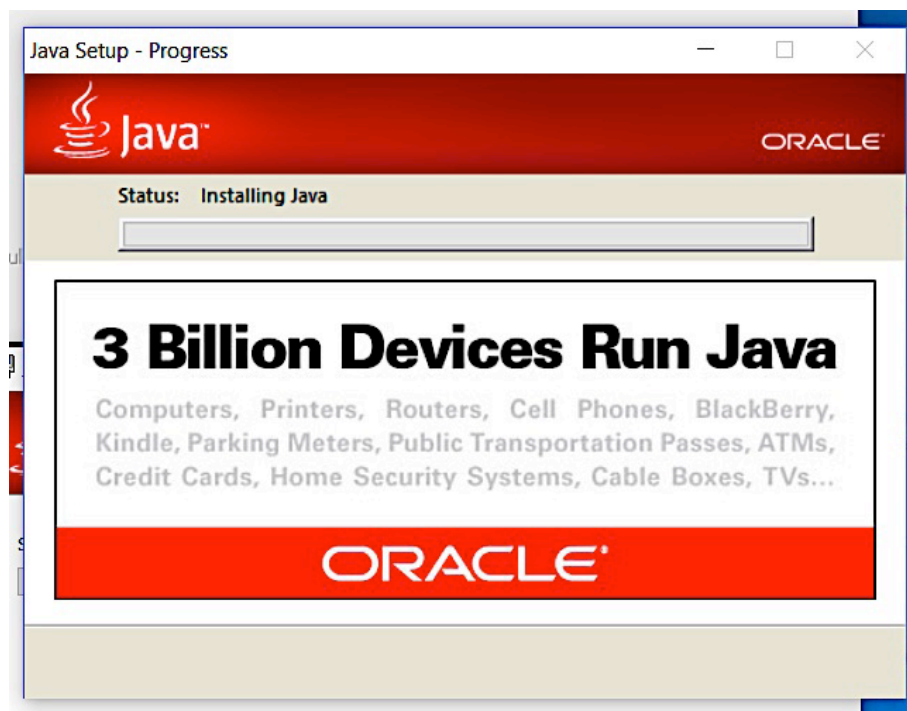 Java Setup - Progress
Java™
ORACLE
Status: Installing Java
3 Billion Devices Run Java
Computers, Printers, Routers, Cell Phones, BlackBerry,
Kindle, Parking Meters, Public Transportation Passes, ATMs,
Credit Cards, Home Security Systems, Cable Boxes, TVs...
ORACLE